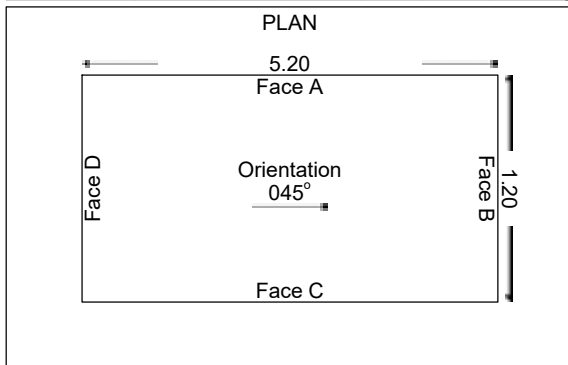 PLAN
5.20
Face A
Face D
Orientation
045°
Face B
1.20
Face C